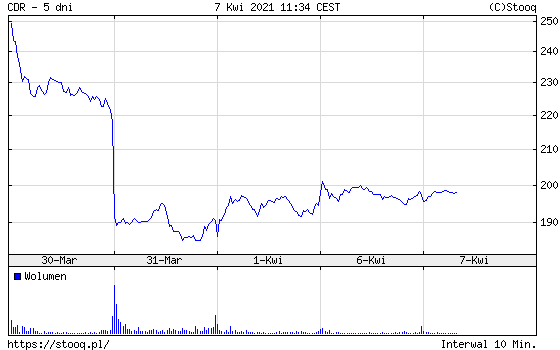 CDR - 5 dni 7 Kwi 2021 11:34 CEST (C)Stooq
250
240
230
220
210
200
190
30-Mar 31-Mar 1-Kwi 6-Kwi 7-Kwi
Wolumen
https://stooq.pl/ Interwal 10 Min.